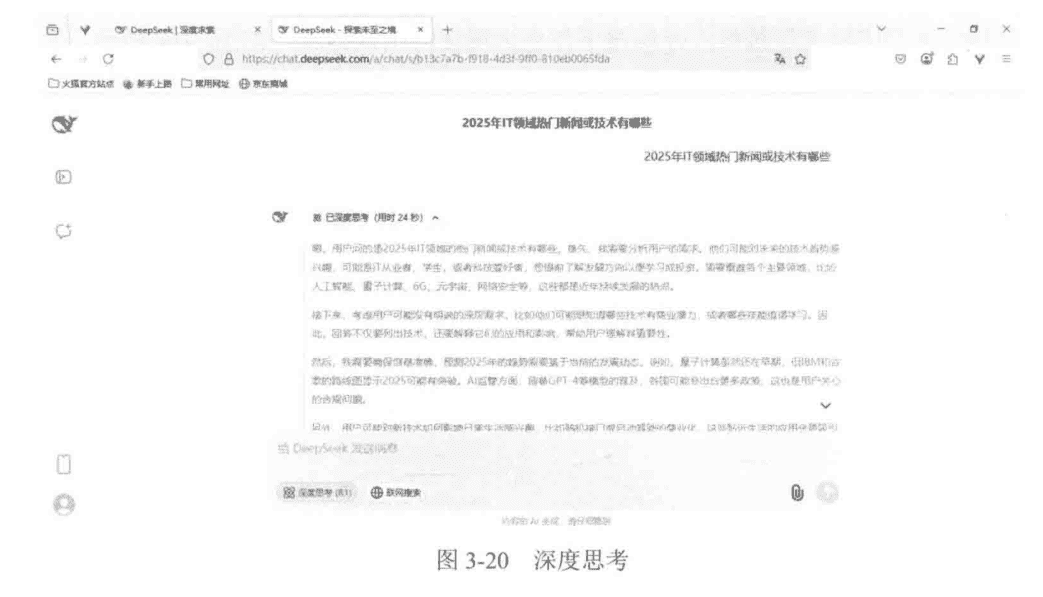 DeepSeek | 深度求索
DeepSeek - 探索未至之境
https://chat.deepseek.com/a/chat/s/b13c7a7b-f918-4d3f-9ff0-810eb0065fda
火狐官方站点 新手上路 常用网址 京东商城
2025年IT领域热门新闻或技术有哪些
2025年IT领域热门新闻或技术有哪些
已深度思考（用时 24 秒）
嗯，用户问的是2025年IT领域的热门新闻或技术有哪些。首先，我需要分析用户的需求。他们可能对未来的技术趋势感
兴趣，可能是IT从业者、学生，或者科技爱好者，想提前了解发展方向以便学习或投资。需要覆盖各个主要领域，比如
人工智能、量子计算、6G、元宇宙、网络安全等，这些都是近年持续发展的热点。
接下来，考虑用户可能没有明说的深层需求。比如他们可能想知道哪些技术有商业潜力，或者哪些技能值得学习。因
此，回答不仅要列出技术，还要解释它们的应用和影响，帮助用户理解其重要性。
然后，我需要确保信息准确，预测2025年的趋势需要基于当前的发展动态。例如，量子计算虽然还在早期，但IBM和谷
歌的路线图显示2025可能有突破。AI监管方面，随着GPT-4等模型的普及，各国可能会出台更多政策，这也是用户关心
的合规问题。
给 DeepSeek 发送消息
深度思考 (R1) 联网搜索
内容由 AI 生成，请仔细甄别
图 3-20 深度思考